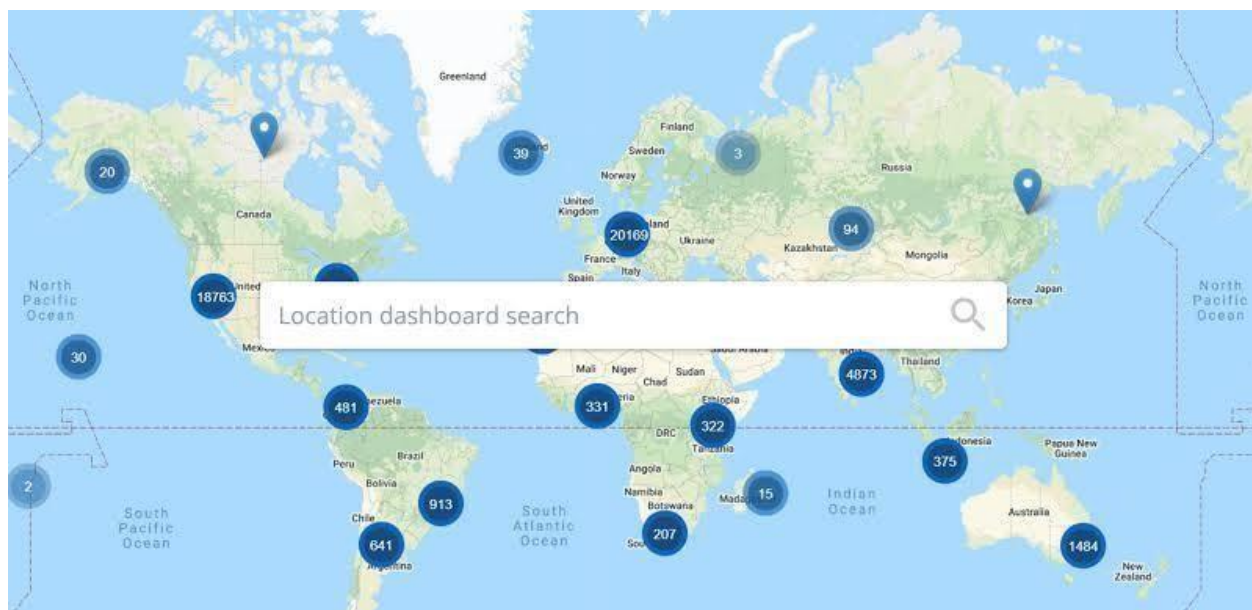 Greenland
Finland
Sweden
Norway
39
3
20
Russia
Canada
United
Kingdom
20169
Ukraine
France
Italy
Spain
94
Kazakhstan
Mongolia
Japan
Korea
North
Pacific
Ocean
North
Pacific
Ocean
18763
Location dashboard search
30
Mali
Niger
Chad
Sudan
Ethiopia
Thailand
4873
481
331
322
DRC
Tanzania
375
Papua New
Guinea
Peru
Brazil
Bolivia
Angola
Namibia
Botswana
2
15
913
Chile
641
207
South
Pacific
Ocean
South
Atlantic
Ocean
Indian
Ocean
Australia
1484
New
Zealand